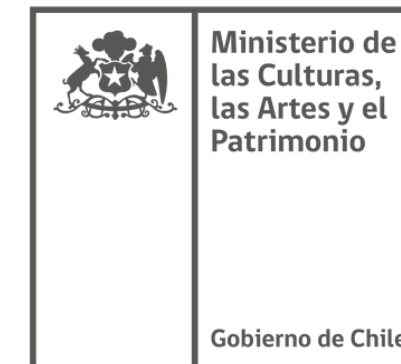 Ministerio de
las Culturas,
las Artes y el
Patrimonio
Gobierno de Chile